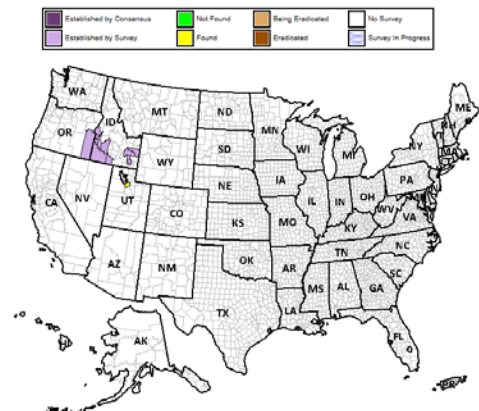 Established by Consensus Not Found Being Eradicated No Survey
Established by Survey Found Eradicated Survey in Progress
WA
MT
ND
ME
OR
ID
MN
SD
WI
NY
WY
MI
NE
IA
PA
NV
UT
IL
IN
OH
CA
CO
WV
VA
KS
MO
KY
NC
TN
AZ
NM
OK
AR
SC
MS
AL
GA
TX
LA
AK
FL
HI
PR